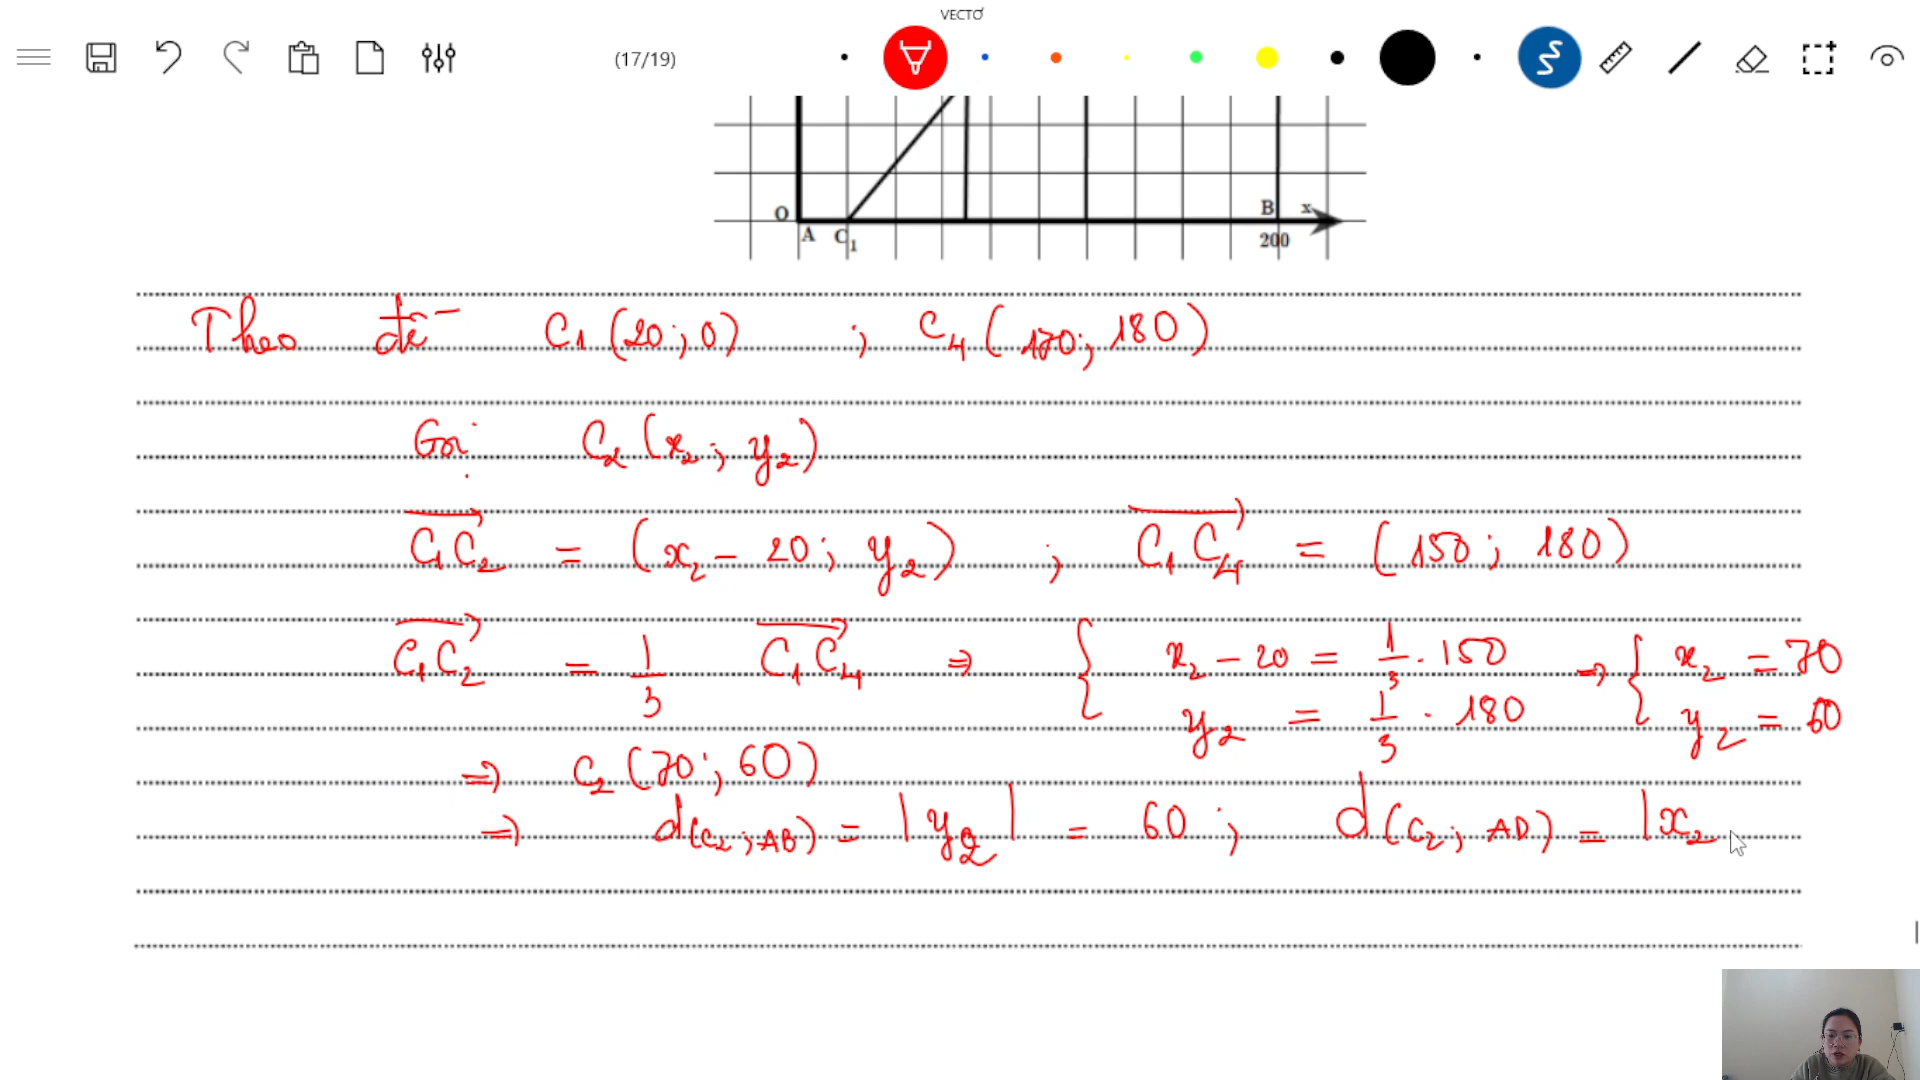 VECTƠ
(17/19)
O A C₁ B x 200
Theo đề C₁ (20; 0) ; C₄ (170; 180)
Gọi C₂ (x₂; y₂)
C₁C₂ = (x₂ - 20; y₂) ; C₁C₄ = (150; 180)
C₁C₂ = 1/3 C₁C₄ ⇒ { x₂ - 20 = 1/3 . 150 ⇒ { x₂ = 70
y₂ = 1/3 . 180 y₂ = 60
⇒ C₂ (70; 60)
⇒ d(C₂; AB) = |y₂| = 60 ; d(C₂; AD) = |x₂